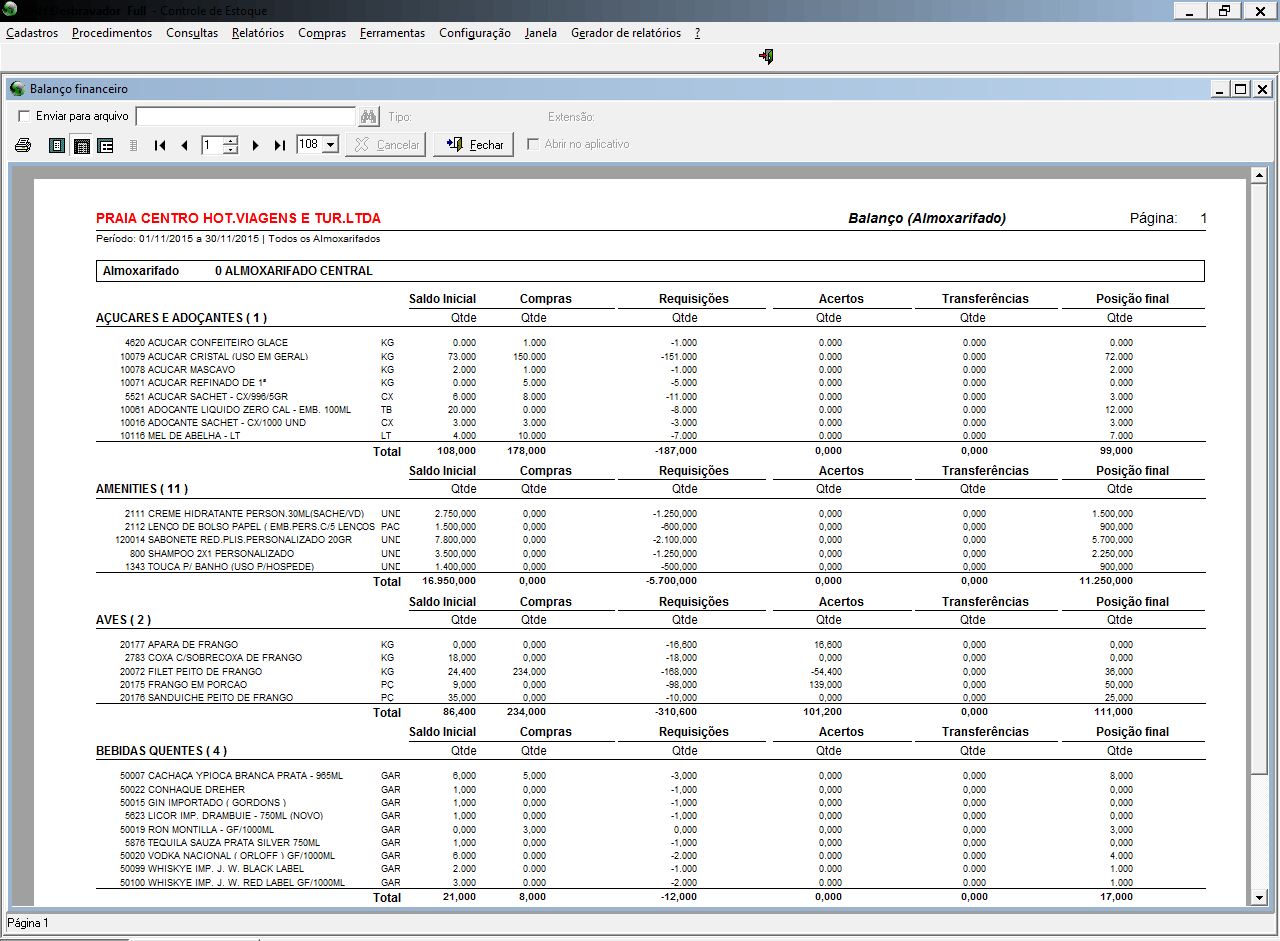 esbravador Full - Controle de Estoque
Cadastros Procedimentos Consultas Relatórios Compras Ferramentas Configuração Janela Gerador de relatórios ?
Balanço financeiro
Enviar para arquivo Tipo: Extensão:
1 108 Cancelar Fechar Abrir no aplicativo
PRAIA CENTRO HOT.VIAGENS E TUR.LTDA Balanço (Almoxarifado) Página: 1
Período: 01/11/2015 a 30/11/2015 | Todos os Almoxarifados
Almoxarifado 0 ALMOXARIFADO CENTRAL
Saldo Inicial Compras Requisições Acertos Transferências Posição final
AÇUCARES E ADOÇANTES ( 1 ) Qtde Qtde Qtde Qtde Qtde Qtde
4620 ACUCAR CONFEITEIRO GLACE KG 0.000 1.000 -1.000 0.000 0.000 0.000
10079 ACUCAR CRISTAL (USO EM GERAL) KG 73.000 150.000 -151.000 0.000 0.000 72.000
10078 ACUCAR MASCAVO KG 2.000 1.000 -1.000 0.000 0.000 2.000
10071 ACUCAR REFINADO DE 1ª KG 0.000 5.000 -5.000 0.000 0.000 0.000
5521 ACUCAR SACHET - CX/996/5GR CX 6.000 8.000 -11.000 0.000 0.000 3.000
10061 ADOCANTE LIQUIDO ZERO CAL - EMB. 100ML TB 20.000 0.000 -8.000 0.000 0.000 12.000
10016 ADOCANTE SACHET - CX/1000 UND CX 3.000 3.000 -3.000 0.000 0.000 3.000
10116 MEL DE ABELHA - LT LT 4.000 10.000 -7.000 0.000 0.000 7.000
Total 108,000 178,000 -187,000 0,000 0,000 99,000
Saldo Inicial Compras Requisições Acertos Transferências Posição final
AMENITIES ( 11 ) Qtde Qtde Qtde Qtde Qtde Qtde
2111 CREME HIDRATANTE PERSON.30ML(SACHE/VD) UND 2.750,000 0,000 -1.250,000 0,000 0,000 1.500,000
2112 LENÇO DE BOLSO PAPEL ( EMB.PERS.C/5 LENÇOS PAC 1.500,000 0,000 -600,000 0,000 0,000 900,000
120014 SABONETE RED.PLIS.PERSONALIZADO 20GR UND 7.800,000 0,000 -2.100,000 0,000 0,000 5.700,000
800 SHAMPOO 2X1 PERSONALIZADO UND 3.500,000 0,000 -1.250,000 0,000 0,000 2.250,000
1343 TOUCA P/ BANHO (USO P/HOSPEDE) UND 1.400,000 0,000 -500,000 0,000 0,000 900,000
Total 16.950,000 0,000 -5.700,000 0,000 0,000 11.250,000
Saldo Inicial Compras Requisições Acertos Transferências Posição final
AVES ( 2 ) Qtde Qtde Qtde Qtde Qtde Qtde
20177 APARA DE FRANGO KG 0,000 0,000 -16,600 16,600 0,000 0,000
2783 COXA C/SOBRECOXA DE FRANGO KG 18,000 0,000 -18,000 0,000 0,000 0,000
20072 FILET PEITO DE FRANGO KG 24,400 234,000 -168,000 -54,400 0,000 36,000
20175 FRANGO EM PORCAO PC 9,000 0,000 -98,000 139,000 0,000 50,000
20176 SANDUICHE PEITO DE FRANGO PC 35,000 0,000 -10,000 0,000 0,000 25,000
Total 86,400 234,000 -310,600 101,200 0,000 111,000
Saldo Inicial Compras Requisições Acertos Transferências Posição final
BEBIDAS QUENTES ( 4 ) Qtde Qtde Qtde Qtde Qtde Qtde
50007 CACHAÇA YPIOCA BRANCA PRATA - 965ML GAR 6,000 5,000 -3,000 0,000 0,000 8,000
50022 CONHAQUE DREHER GAR 1,000 0,000 -1,000 0,000 0,000 0,000
50015 GIN IMPORTADO ( GORDONS ) GAR 1,000 0,000 -1,000 0,000 0,000 0,000
5623 LICOR IMP. DRAMBUIE - 750ML (NOVO) GAR 1,000 0,000 -1,000 0,000 0,000 0,000
50019 RON MONTILLA - GF/1000ML GAR 0,000 3,000 0,000 0,000 0,000 3,000
5876 TEQUILA SAUZA PRATA SILVER 750ML GAR 1,000 0,000 -1,000 0,000 0,000 0,000
50020 VODKA NACIONAL ( ORLOFF ) GF/1000ML GAR 6.000 0.000 -2.000 0.000 0.000 4.000
50099 WHISKYE IMP. J. W. BLACK LABEL GAR 2.000 0.000 -1.000 0.000 0.000 1.000
50100 WHISKYE IMP. J. W. RED LABEL GF/1000ML GAR 3.000 0.000 -2.000 0.000 0.000 1.000
Total 21,000 8,000 -12,000 0,000 0,000 17,000
Página 1